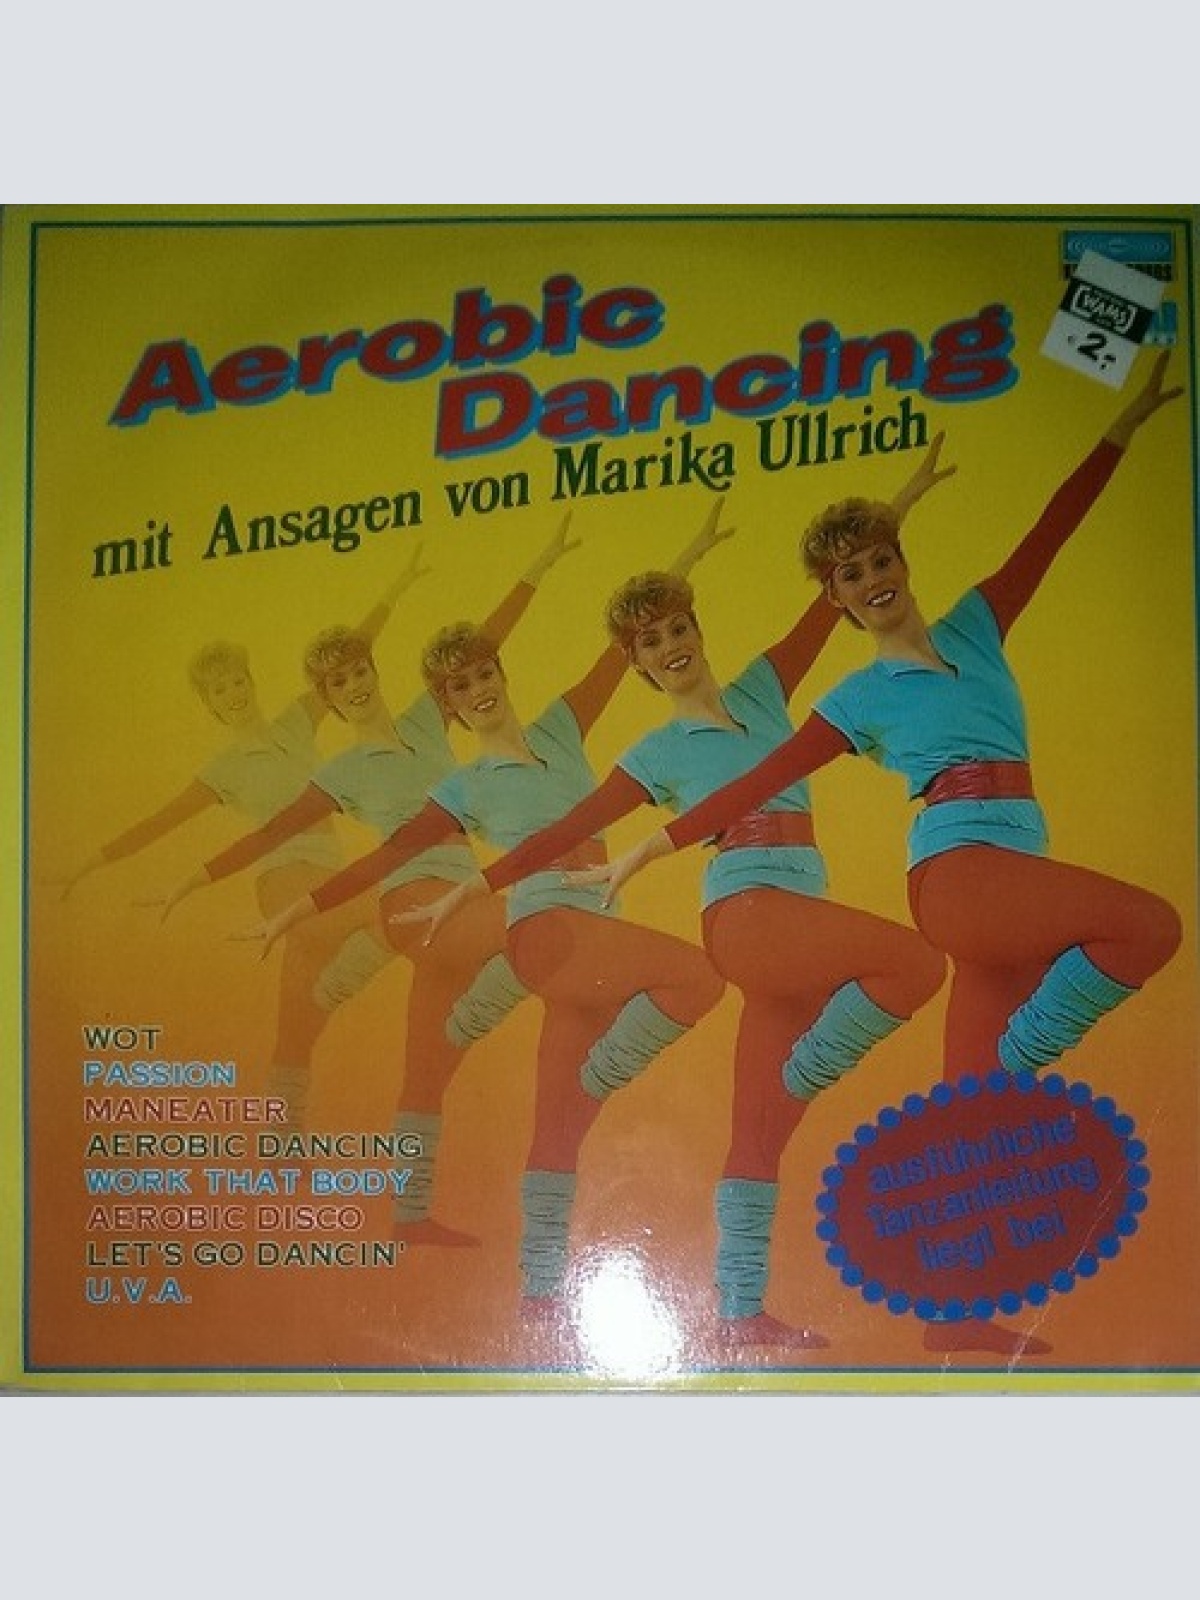 Aerobic
Dancing
mit Ansagen von Marika Ullrich
WAMS
€ 2,-
WOT
PASSION
MANEATER
AEROBIC DANCING
WORK THAT BODY
AEROBIC DISCO
LET'S GO DANCIN'
U.V.A.
ausführliche
Tanzanleitung
liegt bei